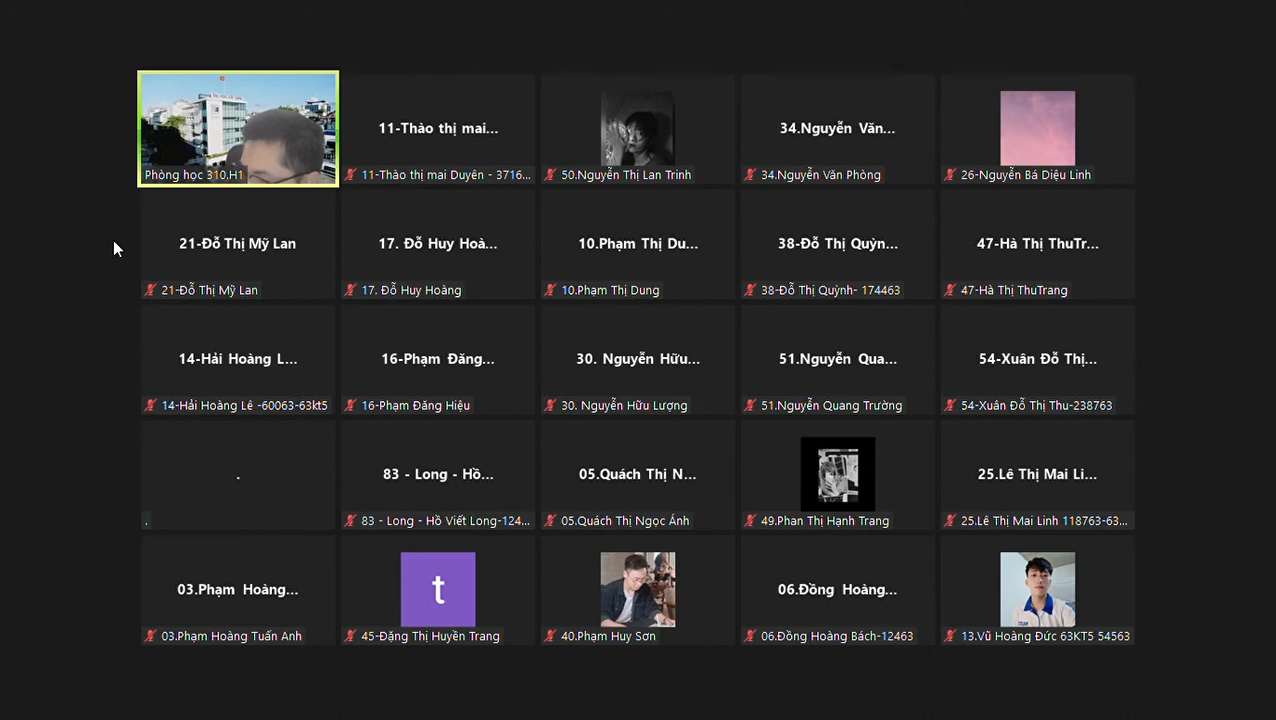 Phòng học 310.H1
11-Thào thị mai...
11-Thào thị mai Duyên - 3716...
50.Nguyễn Thị Lan Trinh
34.Nguyễn Văn...
34.Nguyễn Văn Phòng
26-Nguyễn Bá Diệu Linh
21-Đỗ Thị Mỹ Lan
21-Đỗ Thị Mỹ Lan
17. Đỗ Huy Hoà...
17. Đỗ Huy Hoàng
10.Phạm Thị Du...
10.Phạm Thị Dung
38-Đỗ Thị Quỳn...
38-Đỗ Thị Quỳnh- 174463
47-Hà Thị ThuTr...
47-Hà Thị ThuTrang
14-Hải Hoàng L...
14-Hải Hoàng Lê -60063-63kt5
16-Phạm Đăng...
16-Phạm Đăng Hiệu
30. Nguyễn Hữu...
30. Nguyễn Hữu Lượng
51.Nguyễn Qua...
51.Nguyễn Quang Trường
54-Xuân Đỗ Thị...
54-Xuân Đỗ Thị Thu-238763
.
.
83 - Long - Hồ...
83 - Long - Hồ Viết Long-124...
05.Quách Thị N...
05.Quách Thị Ngọc Ánh
49.Phan Thị Hạnh Trang
25.Lê Thị Mai Li...
25.Lê Thị Mai Linh 118763-63...
03.Phạm Hoàng...
03.Phạm Hoàng Tuấn Anh
t
45-Đặng Thị Huyền Trang
40.Phạm Huy Sơn
06.Đồng Hoàng...
06.Đồng Hoàng Bách-12463
13.Vũ Hoàng Đức 63KT5 54563